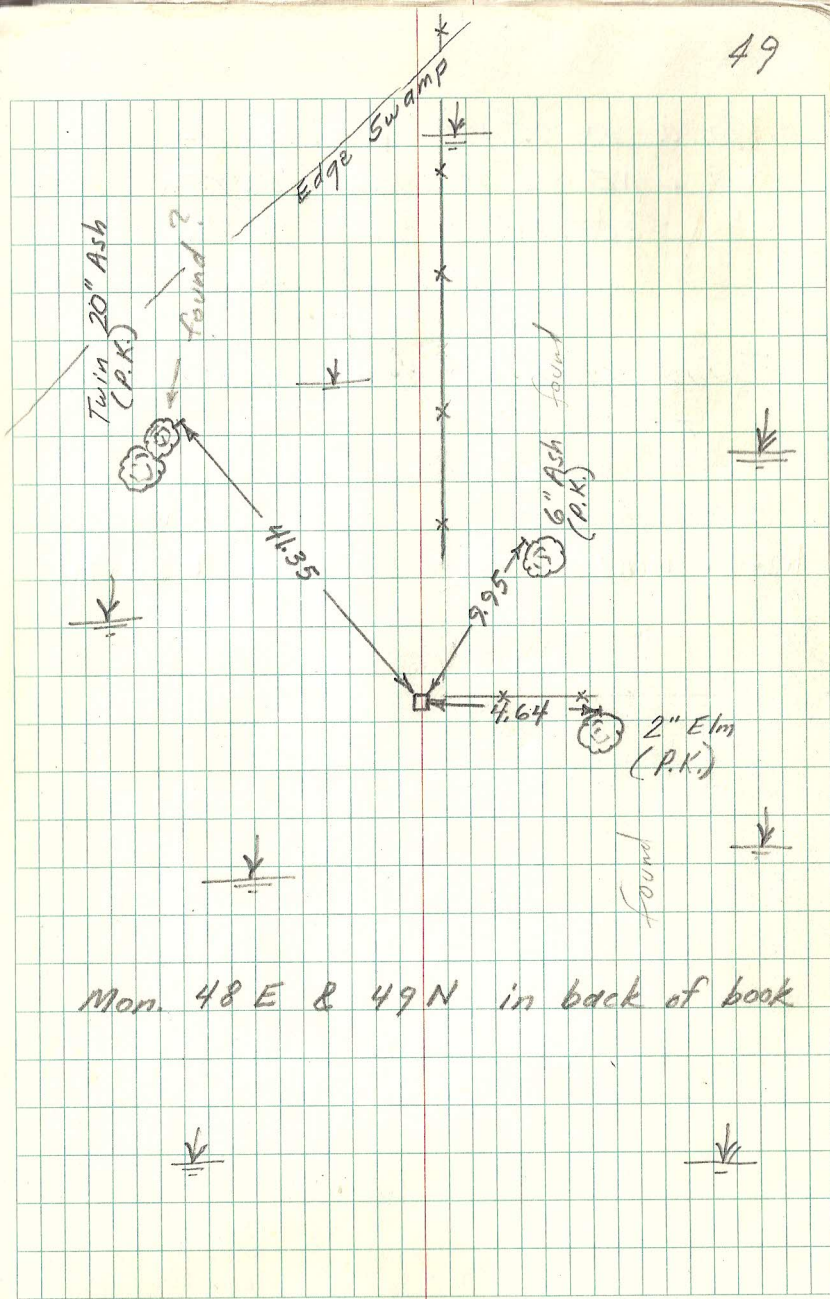 49
Edge Swamp
Twin 20" Ash
(P.K.)
found?
41.35
6" Ash found
(P.K.)
9.95
4.64
2" Elm
(P.K.)
found
Mon. 48 E & 49 N in back of book